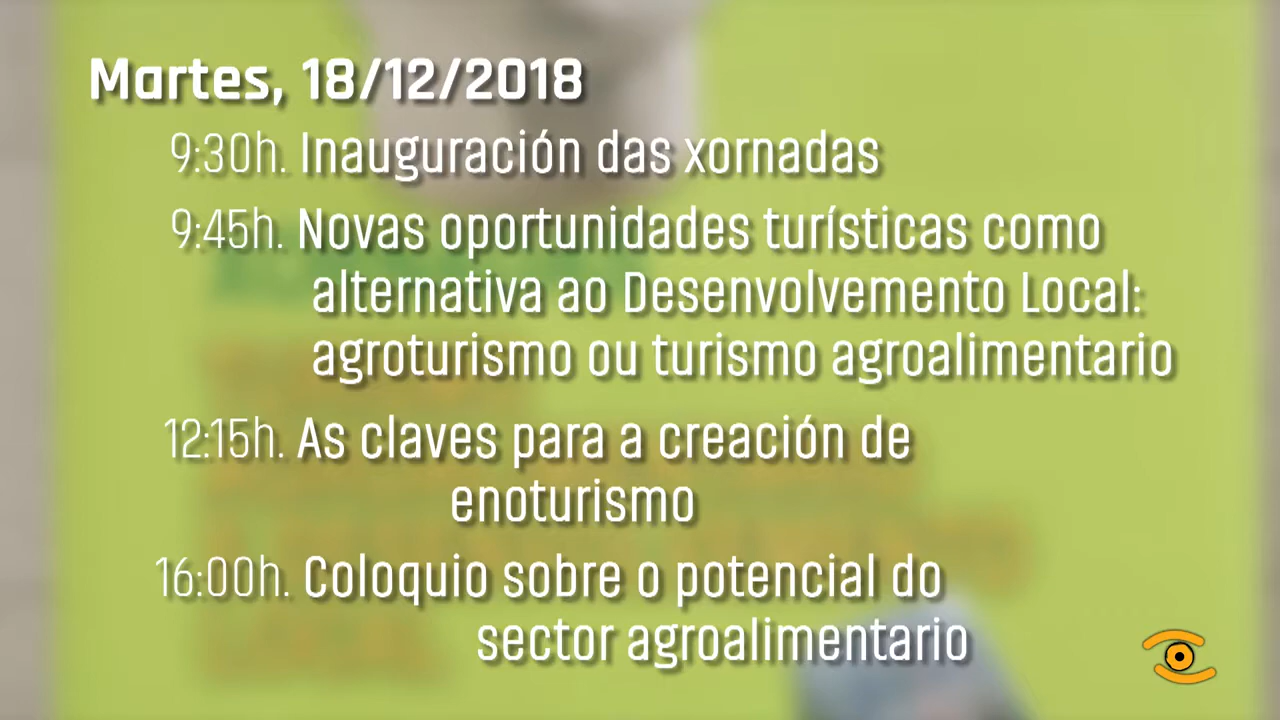 Martes, 18/12/2018
9:30h. Inauguración das xornadas
9:45h. Novas oportunidades turísticas como
alternativa ao Desenvolvemento Local:
agroturismo ou turismo agroalimentario
12:15h. As claves para a creación de
enoturismo
16:00h. Coloquio sobre o potencial do
sector agroalimentario